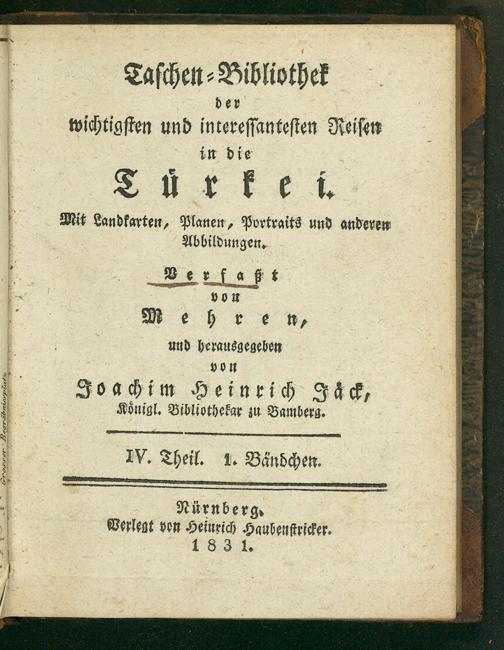 Taschen-Bibliothek
der
wichtigsten und interessantesten Reisen
in die
Türkei.
Mit Landkarten, Planen, Portraits und anderen
Abbildungen.
Verfaßt
von
Mehren,
und herausgegeben
von
Joachim Heinrich Jäck,
Königl. Bibliothekar zu Bamberg.
IV. Theil. 1. Bändchen.
Nürnberg.
Verlegt von Heinrich Haubenstricker.
1831.